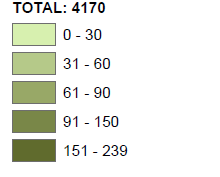 TOTAL: 4170
0 - 30
31 - 60
61 - 90
91 - 150
151 - 239